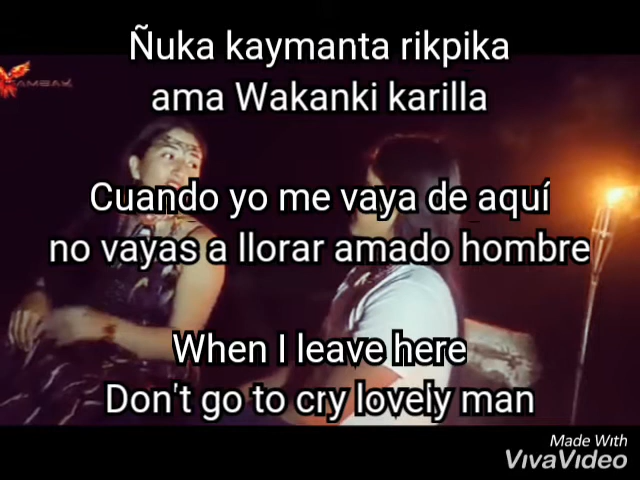 Ñuka kaymanta rikpika
ama Wakanki karilla
Cuando yo me vaya de aquí
no vayas a llorar amado hombre
When I leave here
Don't go to cry lovely man
Made With
VivaVideo